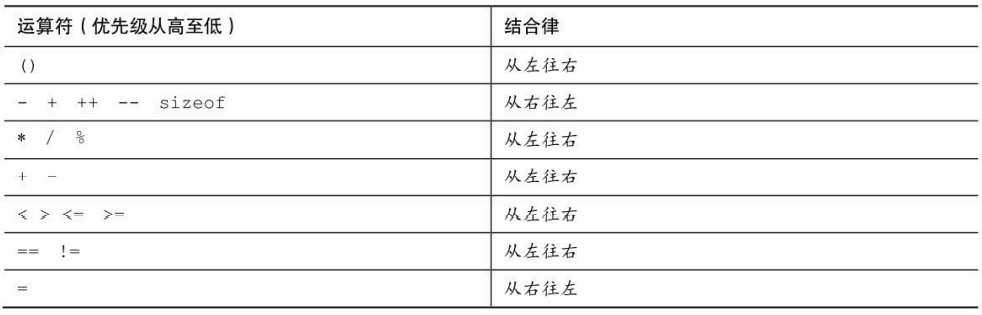 运算符（优先级从高至低） 结合律
() 从左往右
- + ++ -- sizeof 从右往左
* / % 从左往右
+ - 从左往右
< > <= >= 从左往右
== != 从左往右
= 从右往左